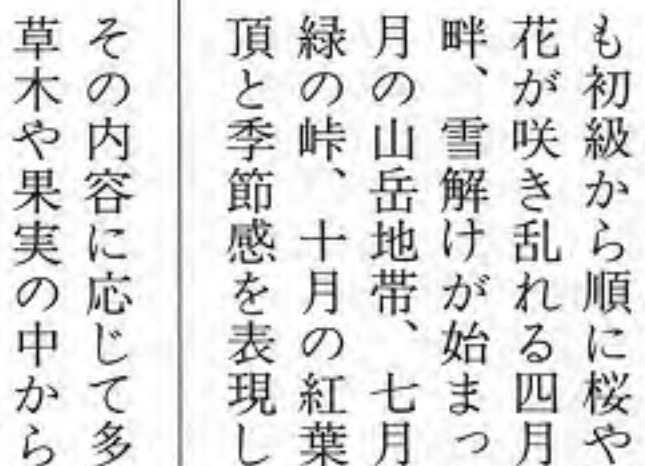 も初級から順に桜や
花が咲き乱れる四月
畔、雪解けが始まっ
月の山岳地帯、七月
緑の峠、十月の紅葉
頂と季節感を表現し
その内容に応じて多
草木や果実の中から